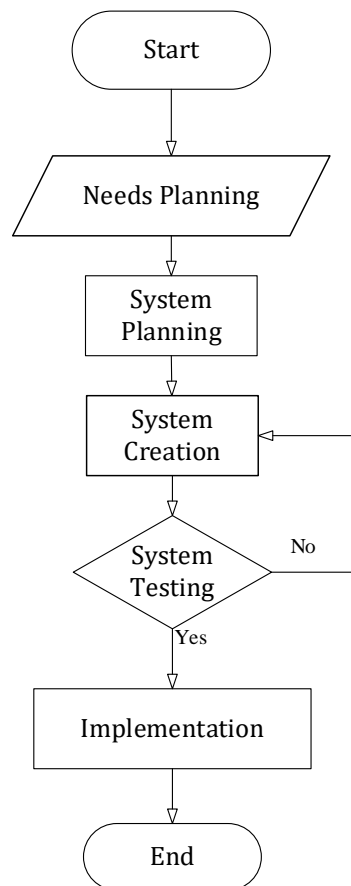 Start
Needs Planning
System
Planning
System
Creation
System
Testing
No
Yes
Implementation
End